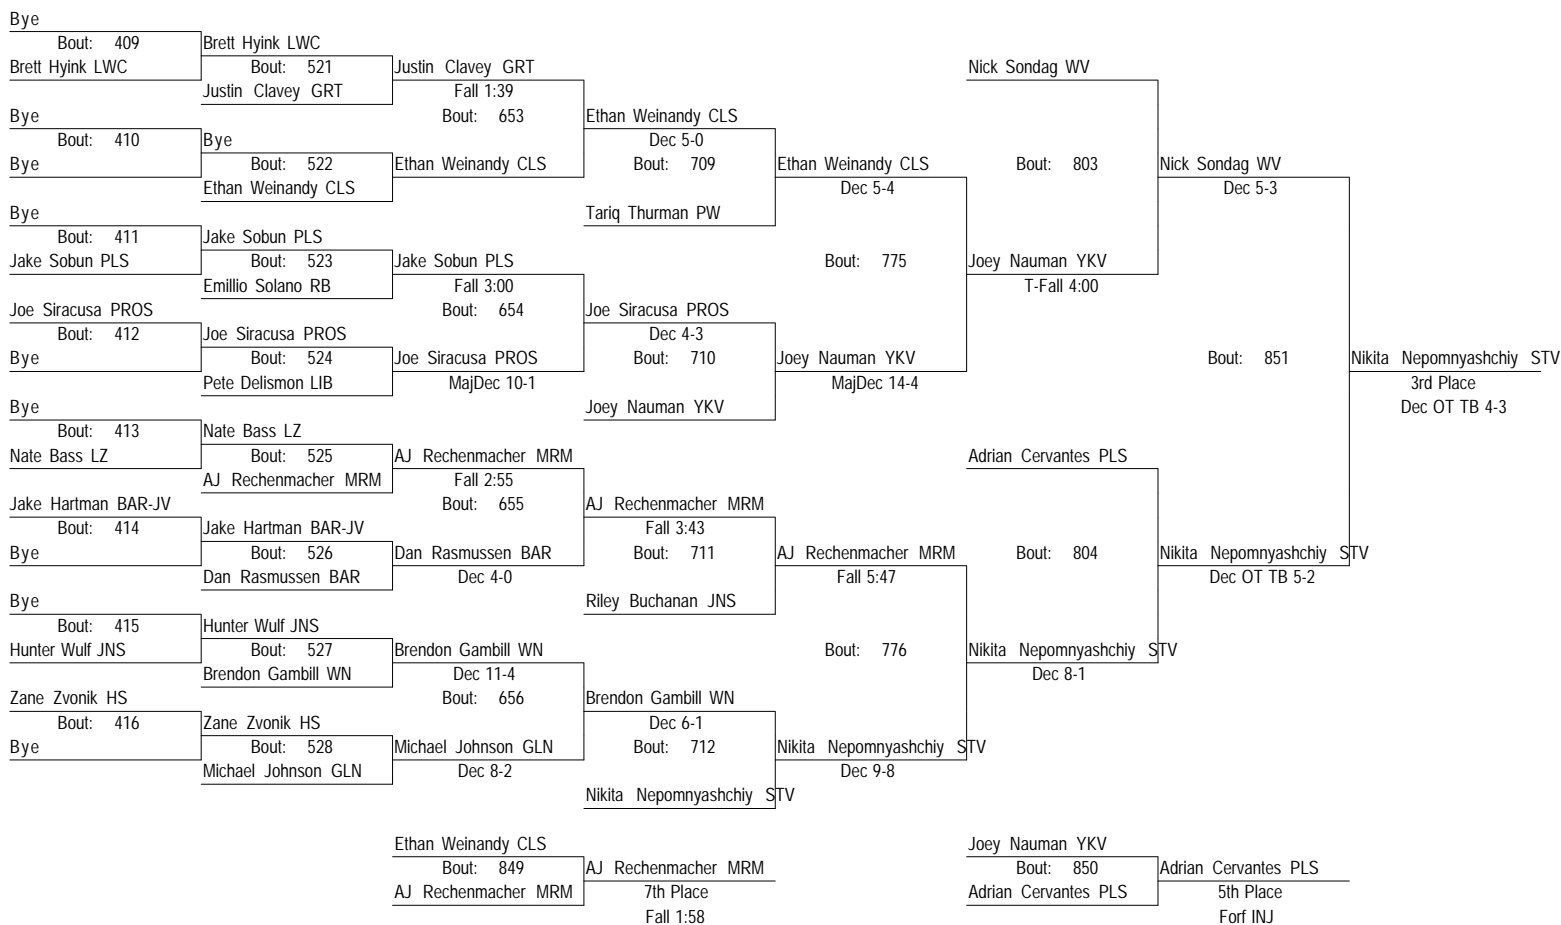 Bye
Bout: 409
Brett Hyink LWC
Brett Hyink LWC
Bout: 521
Justin Clavey GRT
Justin Clavey GRT
Fall 1:39
Bout: 653
Bye
Bout: 410
Bye
Bye
Bout: 522
Ethan Weinandy CLS
Ethan Weinandy CLS
Ethan Weinandy CLS
Dec 5-0
Bout: 709
Tariq Thurman PW
Ethan Weinandy CLS
Dec 5-4
Bout: 775
Bye
Bout: 411
Jake Sobun PLS
Jake Sobun PLS
Bout: 523
Emillio Solano RB
Jake Sobun PLS
Fall 3:00
Bout: 654
Joe Siracusa PROS
Bout: 412
Bye
Joe Siracusa PROS
Bout: 524
Pete Delismon LIB
Joe Siracusa PROS
MajDec 10-1
Joe Siracusa PROS
Dec 4-3
Bout: 710
Joey Nauman YKV
Joey Nauman YKV
MajDec 14-4
Nick Sondag WV
Bout: 803
Joey Nauman YKV
T-Fall 4:00
Nick Sondag WV
Dec 5-3
Bout: 851
Nikita Nepomnyashchiy STV
3rd Place
Dec OT TB 4-3
Bye
Bout: 413
Nate Bass LZ
Nate Bass LZ
Bout: 525
AJ Rechenmacher MRM
AJ Rechenmacher MRM
Fall 2:55
Bout: 655
Jake Hartman BAR-JV
Bout: 414
Bye
Jake Hartman BAR-JV
Bout: 526
Dan Rasmussen BAR
Dan Rasmussen BAR
Dec 4-0
AJ Rechenmacher MRM
Fall 3:43
Bout: 711
Riley Buchanan JNS
AJ Rechenmacher MRM
Fall 5:47
Bout: 776
Bye
Bout: 415
Hunter Wulf JNS
Hunter Wulf JNS
Bout: 527
Brendon Gambill WN
Brendon Gambill WN
Dec 11-4
Bout: 656
Zane Zvonik HS
Bout: 416
Bye
Zane Zvonik HS
Bout: 528
Michael Johnson GLN
Michael Johnson GLN
Dec 8-2
Brendon Gambill WN
Dec 6-1
Bout: 712
Nikita Nepomnyashchiy STV
Nikita Nepomnyashchiy STV
Dec 9-8
Adrian Cervantes PLS
Bout: 804
Nikita Nepomnyashchiy STV
Dec 8-1
Nikita Nepomnyashchiy STV
Dec OT TB 5-2
Ethan Weinandy CLS
Bout: 849
AJ Rechenmacher MRM
AJ Rechenmacher MRM
7th Place
Fall 1:58
Joey Nauman YKV
Bout: 850
Adrian Cervantes PLS
Adrian Cervantes PLS
5th Place
Forf INJ